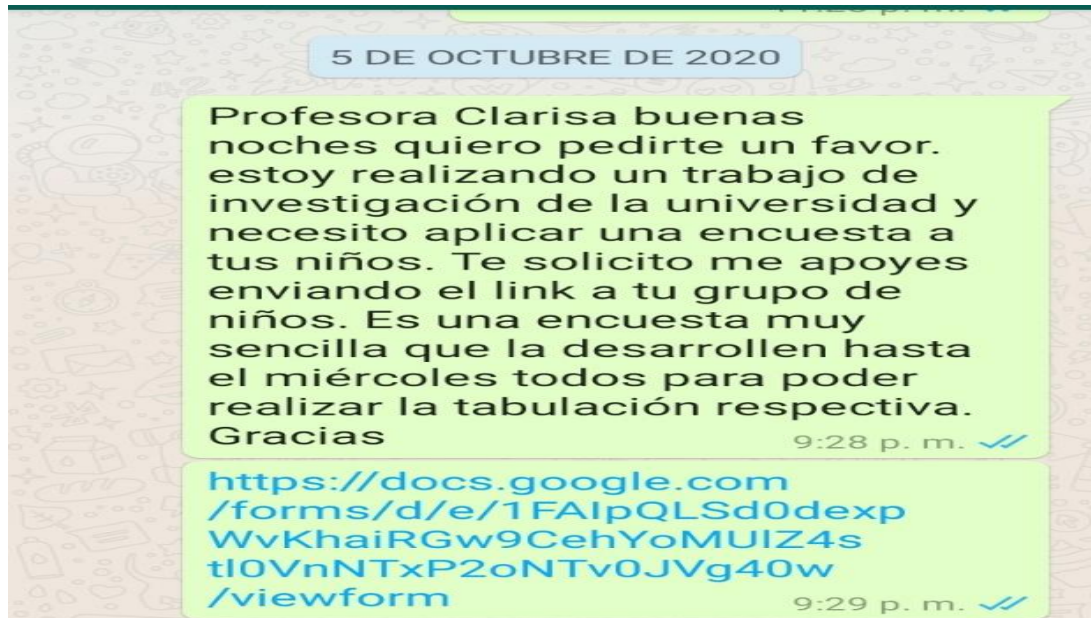 5 DE OCTUBRE DE 2020
Profesora Clarisa buenas
noches quiero pedirte un favor.
estoy realizando un trabajo de
investigación de la universidad y
necesito aplicar una encuesta a
tus niños. Te solicito me apoyes
enviando el link a tu grupo de
niños. Es una encuesta muy
sencilla que la desarrollen hasta
el miércoles todos para poder
realizar la tabulación respectiva.
Gracias 9:28 p. m.
https://docs.google.com
/forms/d/e/1FAIpQLSd0dexp
WvKhaiRGw9CehYoMUlZ4s
tl0VnNTxP2oNTv0JVg40w
/viewform 9:29 p. m.